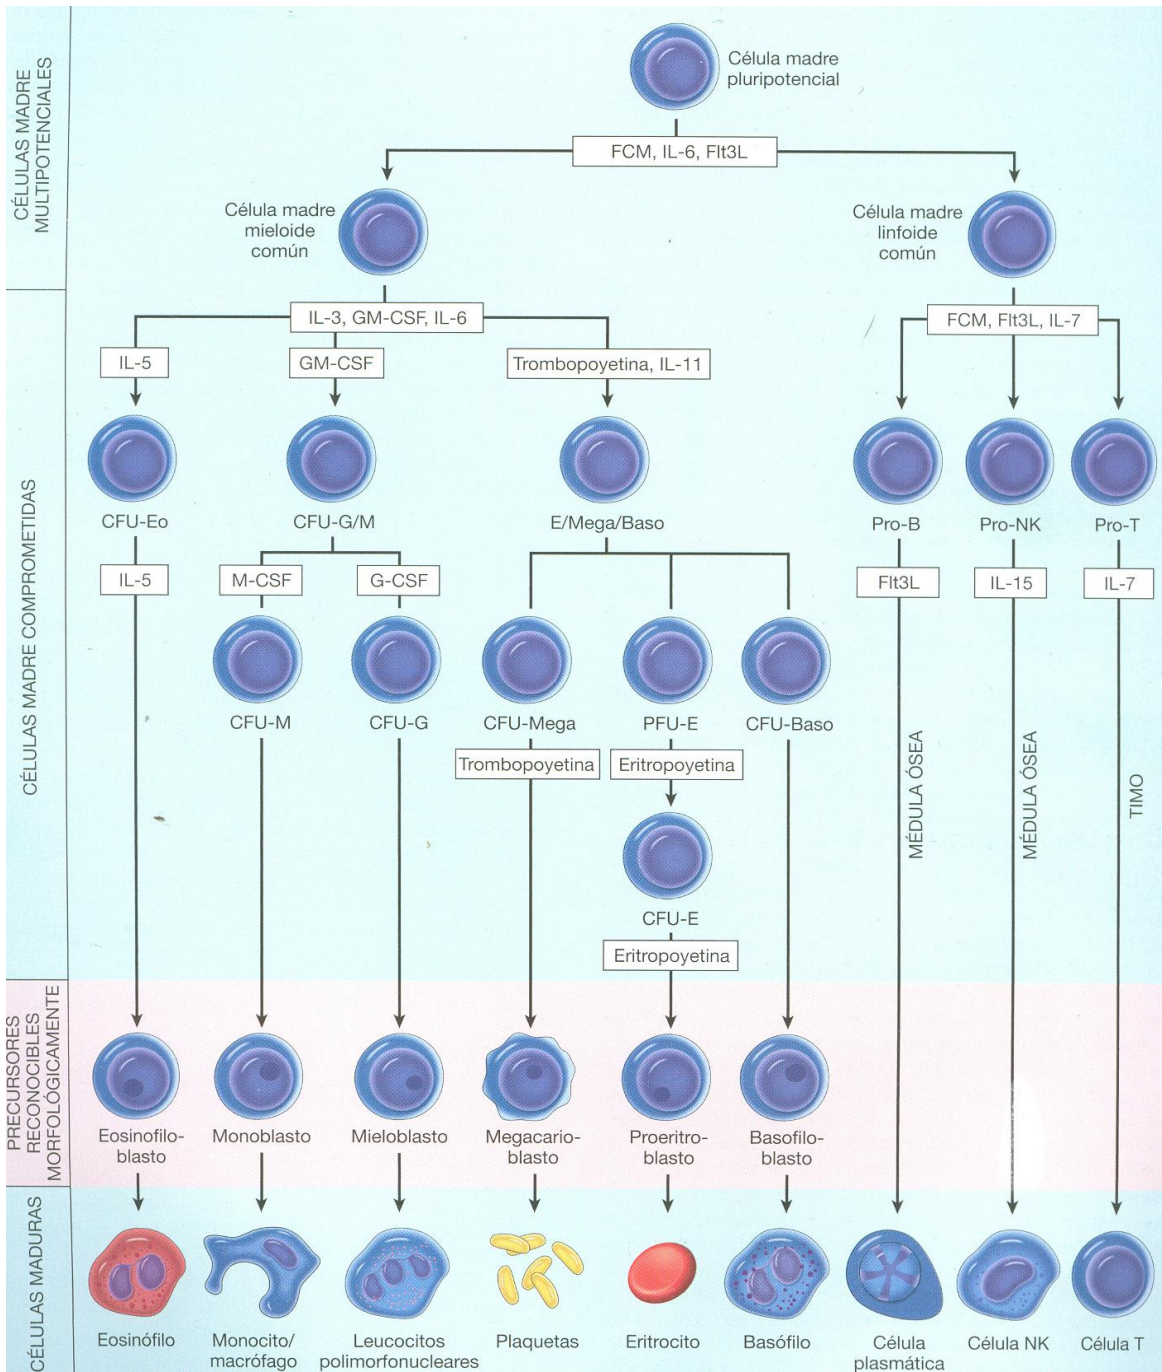 CÉLULAS MADRE
MULTIPOTENCIALES
Célula madre
pluripotencial
FCM, IL-6, Flt3L
Célula madre
mieloide
común
Célula madre
linfoide
común
CÉLULAS MADRE COMPROMETIDAS
IL-3, GM-CSF, IL-6
FCM, Flt3L, IL-7
IL-5
GM-CSF
Trombopoyetina, IL-11
CFU-Eo
CFU-G/M
E/Mega/Baso
Pro-B
Pro-NK
Pro-T
IL-5
M-CSF
G-CSF
Flt3L
IL-15
IL-7
CFU-M
CFU-G
CFU-Mega
PFU-E
CFU-Baso
Trombopoyetina
Eritropoyetina
MÉDULA ÓSEA
MÉDULA ÓSEA
TIMO
CFU-E
Eritropoyetina
PRECURSORES
RECONOCIBLES
MORFOLÓGICAMENTE
Eosinofilo-
blasto
Monoblasto
Mieloblasto
Megacario-
blasto
Proeritro-
blasto
Basofilo-
blasto
CÉLULAS MADURAS
Eosinófilo
Monocito/
macrófago
Leucocitos
polimorfonucleares
Plaquetas
Eritrocito
Basófilo
Célula
plasmática
Célula NK
Célula T